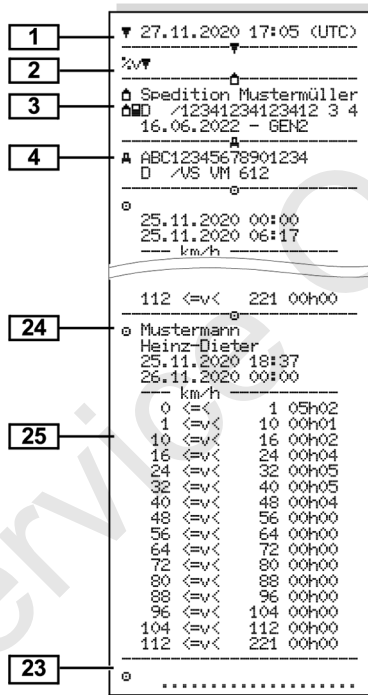 1 ▼ 27.11.2020 17:05 (UTC)
2 %v▼
3 Spedition Mustermüller
D /12341234123412 3 4
16.06.2022 - GEN2
4 A ABC12345678901234
D /VS VM 612
25.11.2020 00:00
25.11.2020 06:17
--- km/h ---
112 <=v< 221 00h00
24 Mustermann
Heinz-Dieter
25.11.2020 18:37
26.11.2020 00:00
--- km/h ---
0 <=< 1 05h02
1 <=v< 10 00h01
10 <=v< 16 00h02
16 <=v< 24 00h04
24 <=v< 32 00h05
32 <=v< 40 00h05
40 <=v< 48 00h04
48 <=v< 56 00h00
56 <=v< 64 00h00
64 <=v< 72 00h00
25 72 <=v< 80 00h00
80 <=v< 88 00h00
88 <=v< 96 00h00
96 <=v< 104 00h00
104 <=v< 112 00h00
112 <=v< 221 00h00
23 ....................
ervice